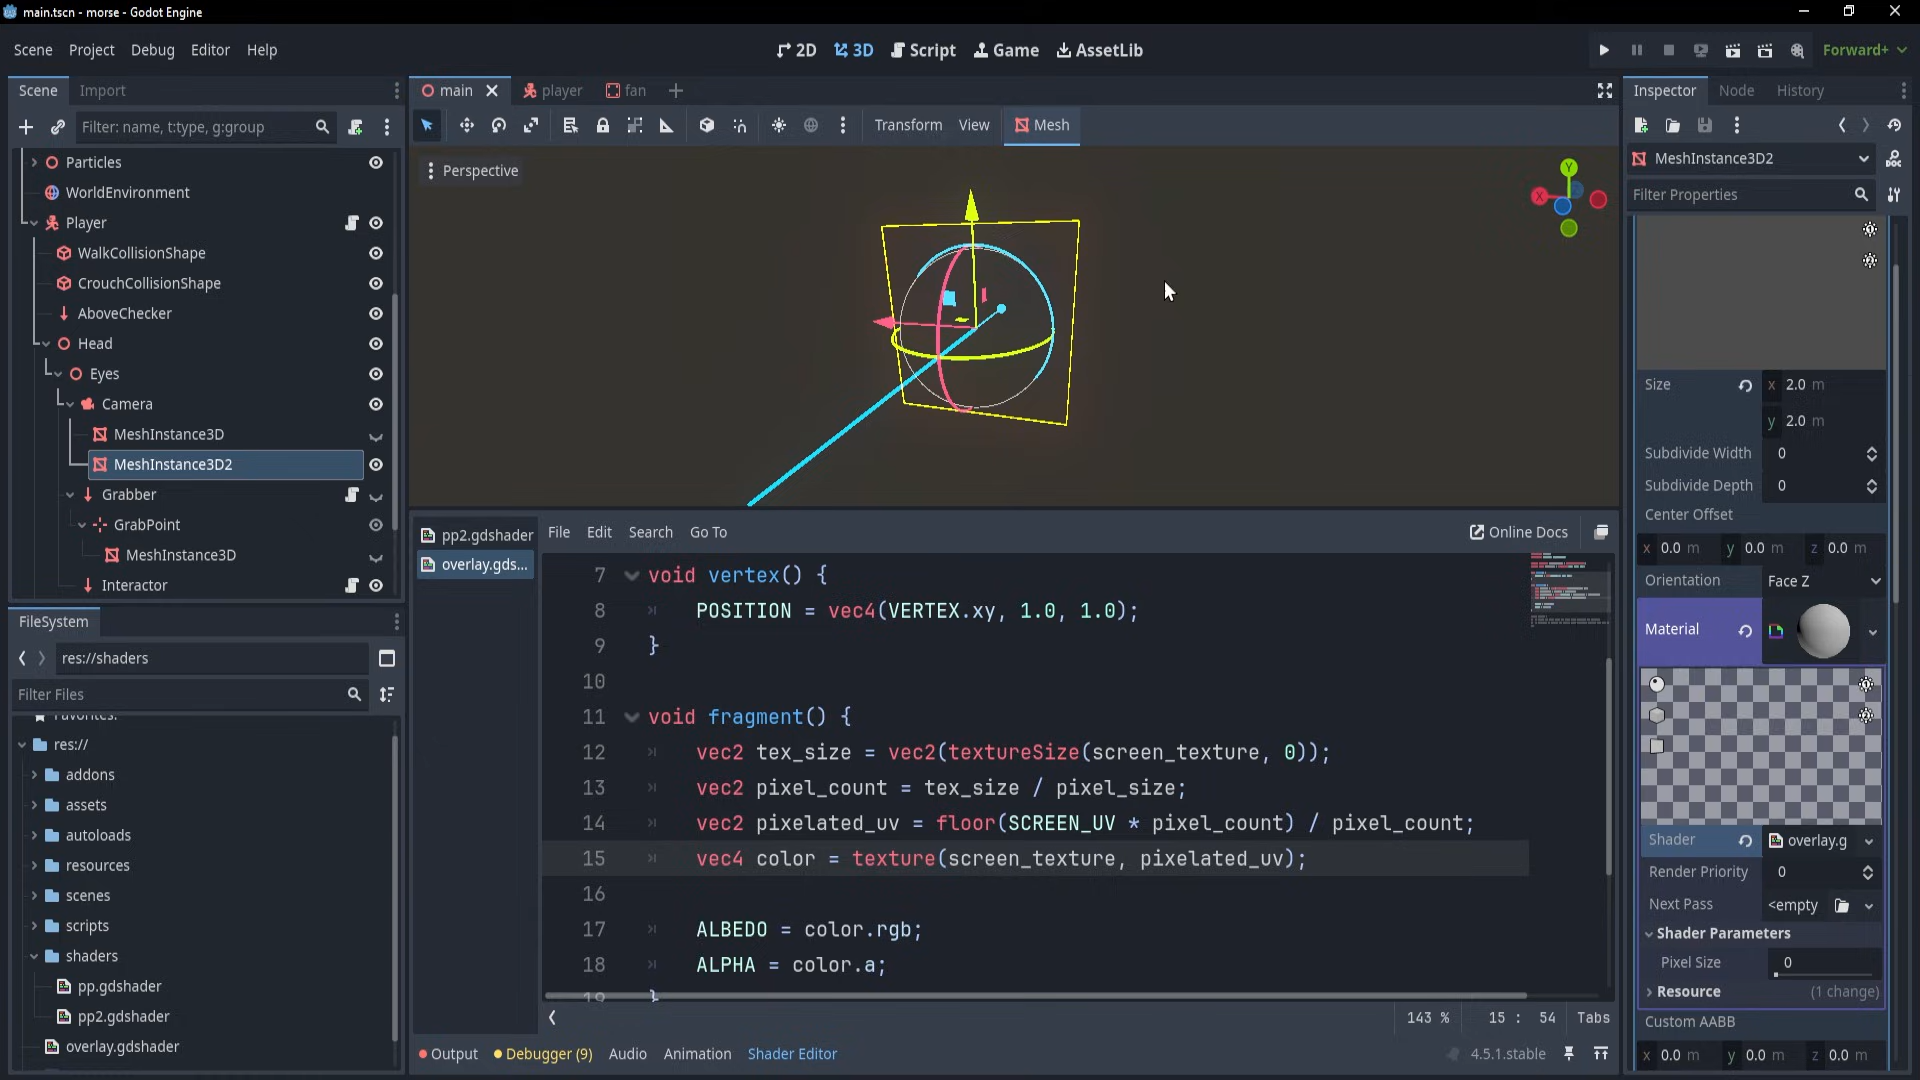 main.tscn - morse - Godot Engine
Scene Project Debug Editor Help
2D 3D Script Game AssetLib
Forward+
Scene Import
Filter: name, t:type, g:group
Particles
WorldEnvironment
Player
WalkCollisionShape
CrouchCollisionShape
AboveChecker
Head
Eyes
Camera
MeshInstance3D
MeshInstance3D2
Grabber
GrabPoint
MeshInstance3D
Interactor
FileSystem
res://shaders
Filter Files
Favorites:
res://
addons
assets
autoloads
resources
scenes
scripts
shaders
pp.gdshader
pp2.gdshader
overlay.gdshader
main player fan
Transform View Mesh
Perspective
Y
X
pp2.gdshader
overlay.gds...
File Edit Search Go To
Online Docs
7 void vertex() {
8 POSITION = vec4(VERTEX.xy, 1.0, 1.0);
9 }
10
11 void fragment() {
12 vec2 tex_size = vec2(textureSize(screen_texture, 0));
13 vec2 pixel_count = tex_size / pixel_size;
14 vec2 pixelated_uv = floor(SCREEN_UV * pixel_count) / pixel_count;
15 vec4 color = texture(screen_texture, pixelated_uv);
16
17 ALBEDO = color.rgb;
18 ALPHA = color.a;
19 }
143 % 15 : 54 Tabs
Output Debugger (9) Audio Animation Shader Editor
4.5.1.stable
Inspector Node History
MeshInstance3D2
Filter Properties
Size x 2.0 m
y 2.0 m
Subdivide Width 0
Subdivide Depth 0
Center Offset
x 0.0 m y 0.0 m z 0.0 m
Orientation Face Z
Material
Shader overlay.g
Render Priority 0
Next Pass <empty
Shader Parameters
Pixel Size 0
Resource (1 change)
Custom AABB
x 0.0 m y 0.0 m z 0.0 m